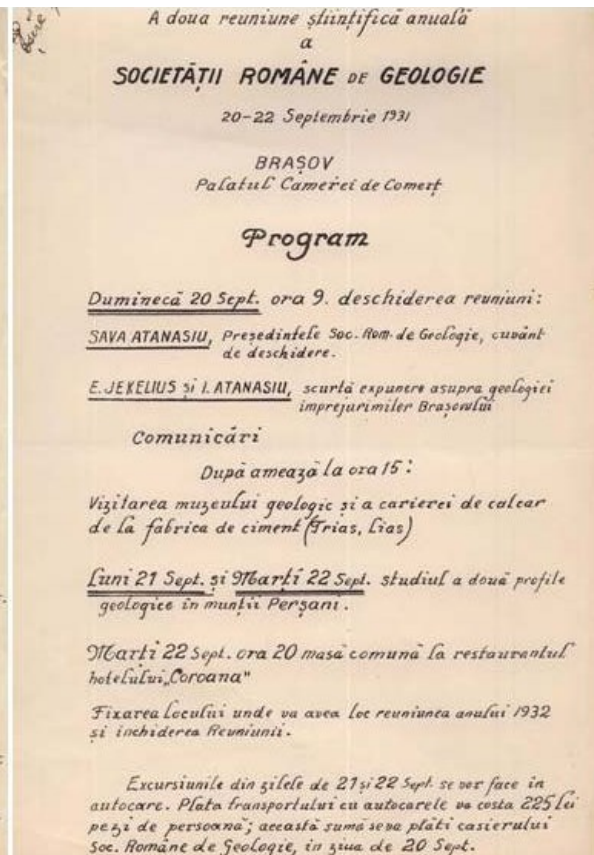 A doua reuniune științifică anuală
a
SOCIETĂȚII ROMÂNE DE GEOLOGIE
20-22 Septembrie 1931
BRAȘOV
Palatul Camerei de Comerț
Program
Duminecă 20 Sept. ora 9. deschiderea reuniuni:
SAVA ATANASIU, Președintele Soc. Rom. de Geologie, cuvânt
de deschidere.
E. JEKELIUS și I. ATANASIU, scurtă expunere asupra geologiei
imprejurimiler Brașovului
Comunicări
După amează la ora 15:
Vizitarea muzeului geologic și a carierei de calcar
de la fabrica de ciment (Trias, Lias)
Luni 21 Sept. și Marți 22 Sept. studiul a două profile
geologice in munții Perșani.
Marți 22 Sept. ora 20 masă comună la restaurantul
hotelului „Coroana"
Fixarea locului unde va avea loc reuniunea anului 1932
și inchiderea Reuniunii.
Excursiunile din zilele de 21 și 22 Sept. se vor face in
autocare. Plata transportului cu autocarele va costa 225 lei
pe zi de persoană; această sumă se va plăti casierului
Soc. Române de Geologie, in ziua de 20 Sept.